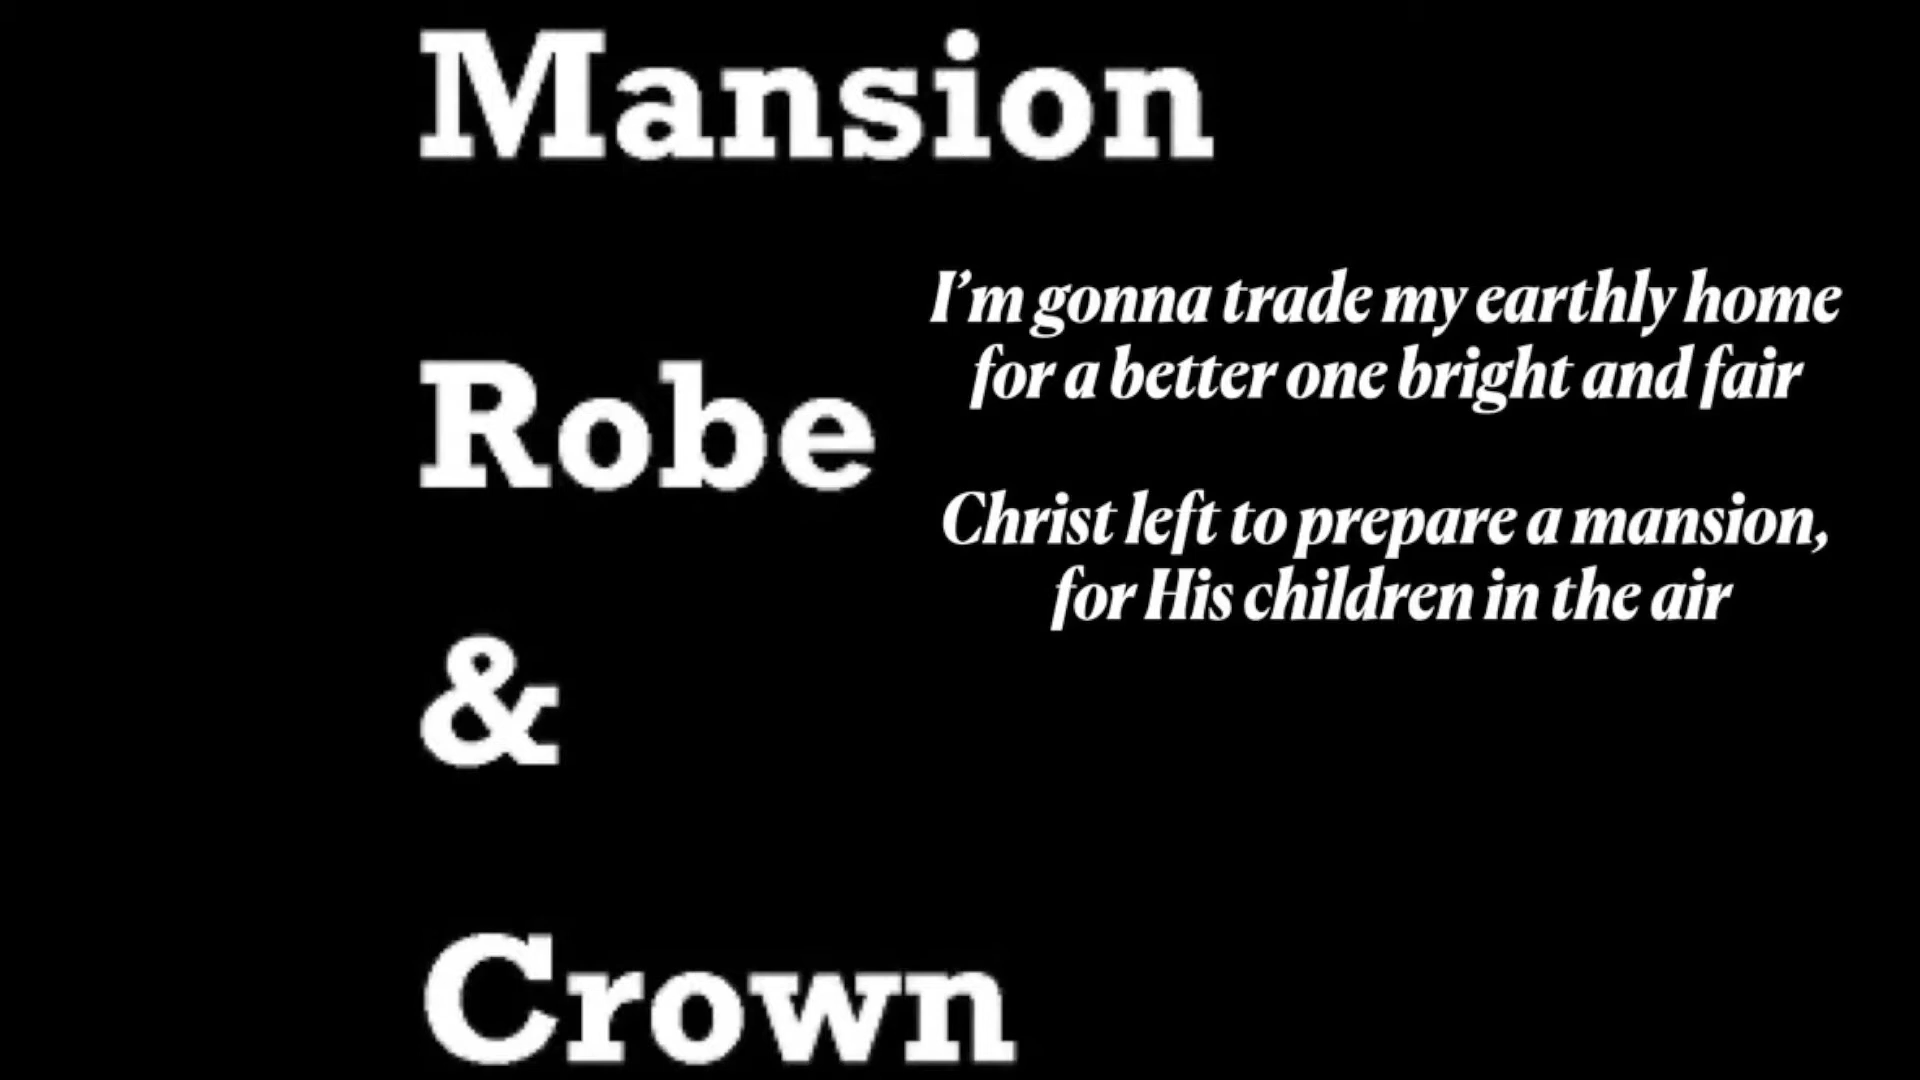 Mansion
Robe
&
Crown
I'm gonna trade my earthly home
for a better one bright and fair
Christ left to prepare a mansion,
for His children in the air